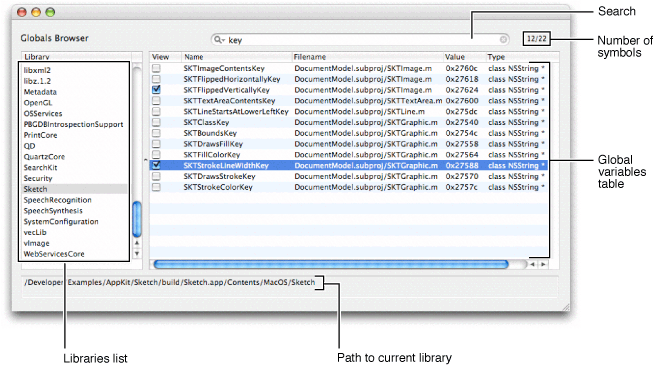 Search
Globals Browser
key
12/22
Number of symbols
Library
View Name Filename Value Type
libxml2
libz.1.2
Metadata
OpenGL
OSServices
PBGDBIntrospectionSupport
PrintCore
QD
QuartzCore
SearchKit
Security
Sketch
SpeechRecognition
SpeechSynthesis
SystemConfiguration
vecLib
vImage
WebServicesCore
SKTImageContentsKey DocumentModel.subproj/SKTImage.m 0x2760c class NSString *
SKTFlippedHorizontallyKey DocumentModel.subproj/SKTImage.m 0x27618 class NSString *
SKTFlippedVerticallyKey DocumentModel.subproj/SKTImage.m 0x27624 class NSString *
SKTTextAreaContentsKey DocumentModel.subproj/SKTTextArea.m 0x27600 class NSString *
SKTLineStartsAtLowerLeftKey DocumentModel.subproj/SKTLine.m 0x275dc class NSString *
SKTClassKey DocumentModel.subproj/SKTGraphic.m 0x27540 class NSString *
SKTBoundsKey DocumentModel.subproj/SKTGraphic.m 0x2754c class NSString *
SKTDrawsFillKey DocumentModel.subproj/SKTGraphic.m 0x27558 class NSString *
SKTFillColorKey DocumentModel.subproj/SKTGraphic.m 0x27564 class NSString *
SKTStrokeLineWidthKey DocumentModel.subproj/SKTGraphic.m 0x27588 class NSString *
SKTDrawsStrokeKey DocumentModel.subproj/SKTGraphic.m 0x27570 class NSString *
SKTStrokeColorKey DocumentModel.subproj/SKTGraphic.m 0x2757c class NSString *
Global variables table
/Developer Examples/AppKit/Sketch/build/Sketch.app/Contents/MacOS/Sketch
Libraries list
Path to current library